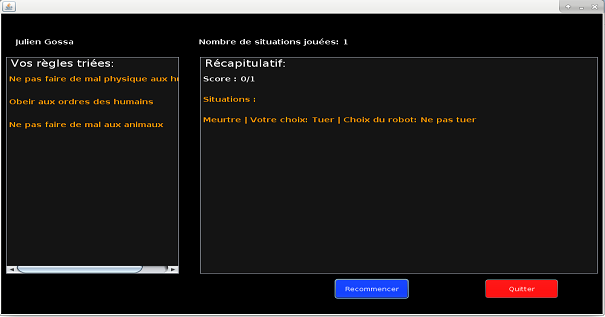 Julien Gossa
Nombre de situations jouées: 1
Vos règles triées:
Ne pas faire de mal physique aux
Obeir aux ordres des humains
Ne pas faire de mal aux animaux
Récapitulatif:
Score : 0/1
Situations :
Meurtre | Votre choix: Tuer | Choix du robot: Ne pas tuer
Recommencer
Quitter